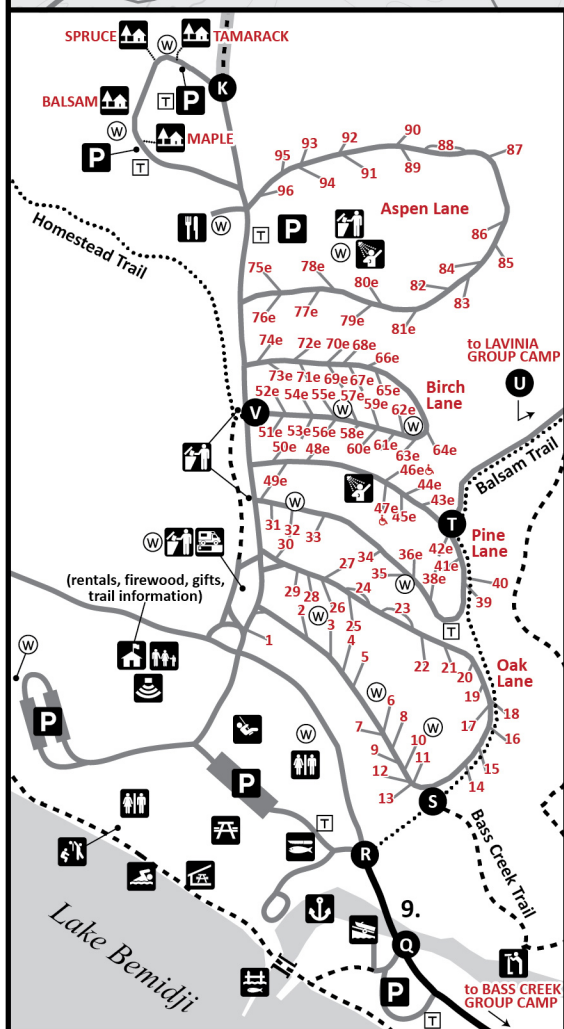 SPRUCE
W
TAMARACK
K
BALSAM
T
P
W
MAPLE
P
T
Homestead Trail
95
93
92
90
88
87
96
94
91
89
Aspen Lane
W
T
P
W
86
85
84
83
82
75e
78e
80e
76e
77e
79e
81e
74e
72e
70e
68e
66e
to LAVINIA
GROUP CAMP
U
73e
71e
69e
67e
65e
Birch
Lane
52e
54e
55e
57e
59e
62e
W
W
V
51e
53e
56e
58e
60e
61e
63e
64e
50e
48e
46e
Balsam Trail
49e
44e
43e
47e
45e
T
W
31
32
33
30
42e
41e
Pine
Lane
W
34
36e
35
38e
W
40
39
T
27
24
23
(rentals, firewood, gifts,
trail information)
29
28
26
25
2
3
4
W
1
5
22
21
20
Oak
Lane
W
19
18
17
16
W
6
7
8
W
9
10
11
12
13
15
14
S
P
W
P
T
R
Bass Creek Trail
9.
Q
Lake Bemidji
P
T
to BASS CREEK
GROUP CAMP